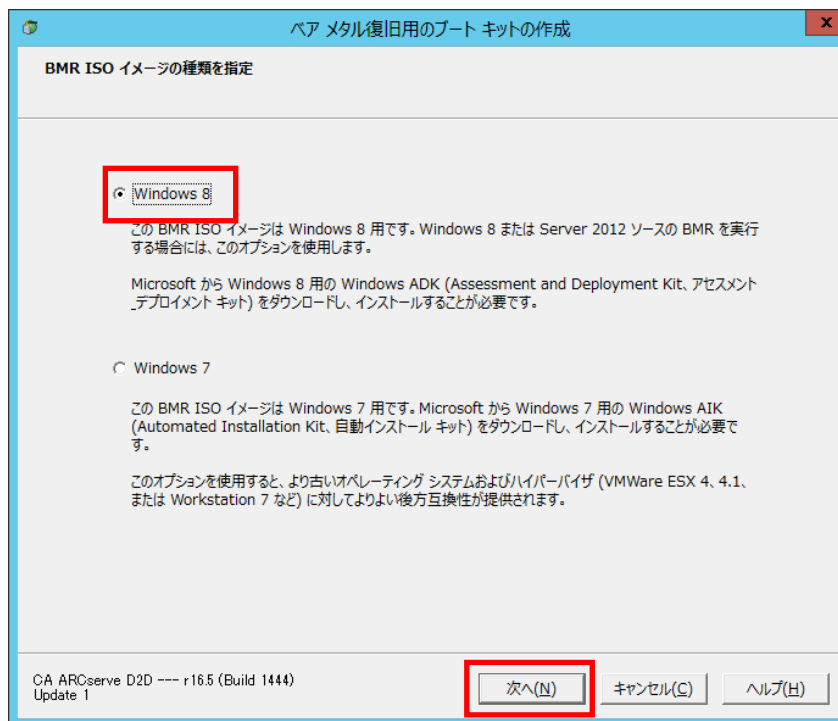 ベア メタル復旧用のブート キットの作成
x
BMR ISO イメージの種類を指定
Windows 8
この BMR ISO イメージは Windows 8 用です。Windows 8 または Server 2012 ソースの BMR を実行
する場合には、このオプションを使用します。
Microsoft から Windows 8 用の Windows ADK (Assessment and Deployment Kit、アセスメント
_デプロイメント キット) をダウンロードし、インストールすることが必要です。
Windows 7
この BMR ISO イメージは Windows 7 用です。Microsoft から Windows 7 用の Windows AIK
(Automated Installation Kit、自動インストール キット) をダウンロードし、インストールすることが必要で
す。
このオプションを使用すると、より古いオペレーティング システムおよびハイパーバイザ (VMWare ESX 4、4.1、
または Workstation 7 など) に対してよりよい後方互換性が提供されます。
CA ARCserve D2D --- r16.5 (Build 1444)
Update 1
次へ(N)
キャンセル(C)
ヘルプ(H)